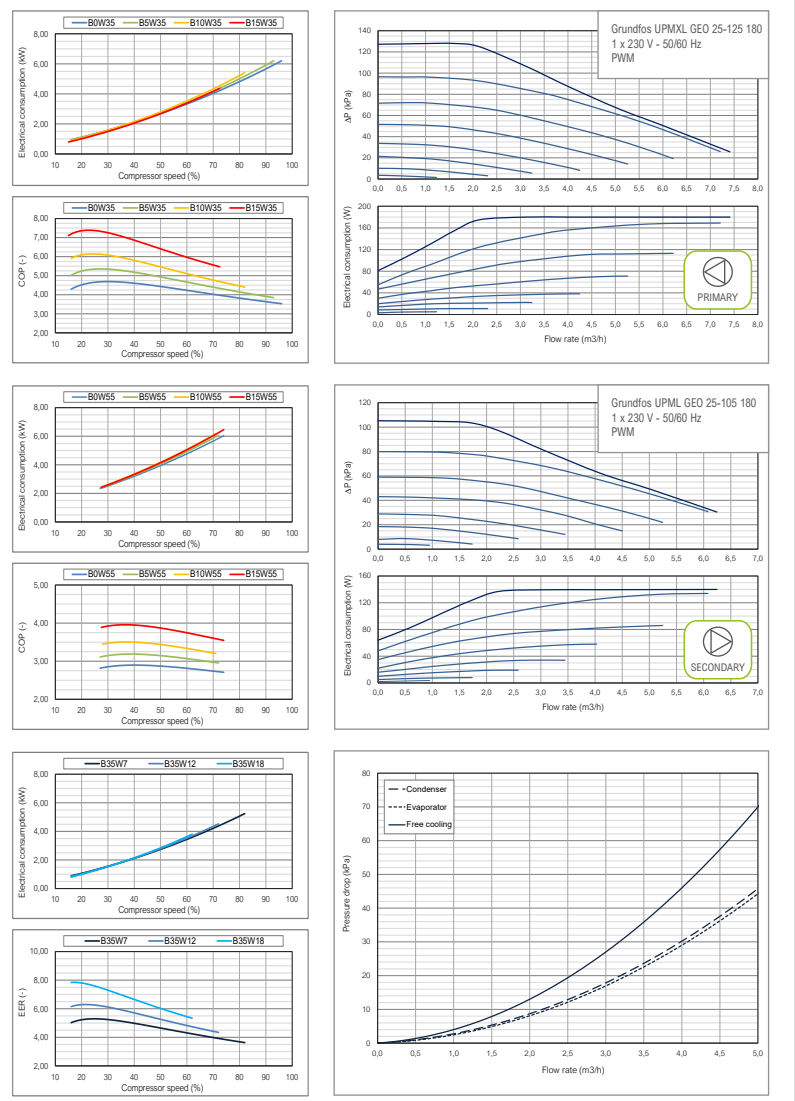 B0W35 B5W35 B10W35 B15W35
8,00
6,00
4,00
2,00
0,00
10 20 30 40 50 60 70 80 90 100
Electrical consumption (kW)
Compressor speed (%)
B0W35 B5W35 B10W35 B15W35
8,00
7,00
6,00
5,00
4,00
3,00
2,00
10 20 30 40 50 60 70 80 90 100
COP (-)
Compressor speed (%)
B0W55 B5W55 B10W55 B15W55
8,00
6,00
4,00
2,00
0,00
10 20 30 40 50 60 70 80 90 100
Electrical consumption (kW)
Compressor speed (%)
B0W55 B5W55 B10W55 B15W55
5,00
4,00
3,00
2,00
10 20 30 40 50 60 70 80 90 100
COP (-)
Compressor speed (%)
B35W7 B35W12 B35W18
8,00
6,00
4,00
2,00
0,00
10 20 30 40 50 60 70 80 90 100
Electrical consumption (kW)
Compressor speed (%)
B35W7 B35W12 B35W18
10,00
8,00
6,00
4,00
2,00
10 20 30 40 50 60 70 80 90 100
EER (-)
Compressor speed (%)
Grundfos UPMXL GEO 25-125 180
1 x 230 V - 50/60 Hz
PWM
140
120
100
80
60
40
20
0
0,0 0,5 1,0 1,5 2,0 2,5 3,0 3,5 4,0 4,5 5,0 5,5 6,0 6,5 7,0 7,5 8,0
ΔP (kPa)
200
160
120
80
40
0
0,0 0,5 1,0 1,5 2,0 2,5 3,0 3,5 4,0 4,5 5,0 5,5 6,0 6,5 7,0 7,5 8,0
Electrical consumption (W)
Flow rate (m3/h)
PRIMARY
Grundfos UPML GEO 25-105 180
1 x 230 V - 50/60 Hz
PWM
120
100
80
60
40
20
0
0,0 0,5 1,0 1,5 2,0 2,5 3,0 3,5 4,0 4,5 5,0 5,5 6,0 6,5 7,0
ΔP (kPa)
160
120
80
40
0
0,0 0,5 1,0 1,5 2,0 2,5 3,0 3,5 4,0 4,5 5,0 5,5 6,0 6,5 7,0
Electrical consumption (W)
Flow rate (m3/h)
SECONDARY
Condenser
Evaporator
Free cooling
80
70
60
50
40
30
20
10
0
0,0 0,5 1,0 1,5 2,0 2,5 3,0 3,5 4,0 4,5 5,0
Pressure drop (kPa)
Flow rate (m3/h)